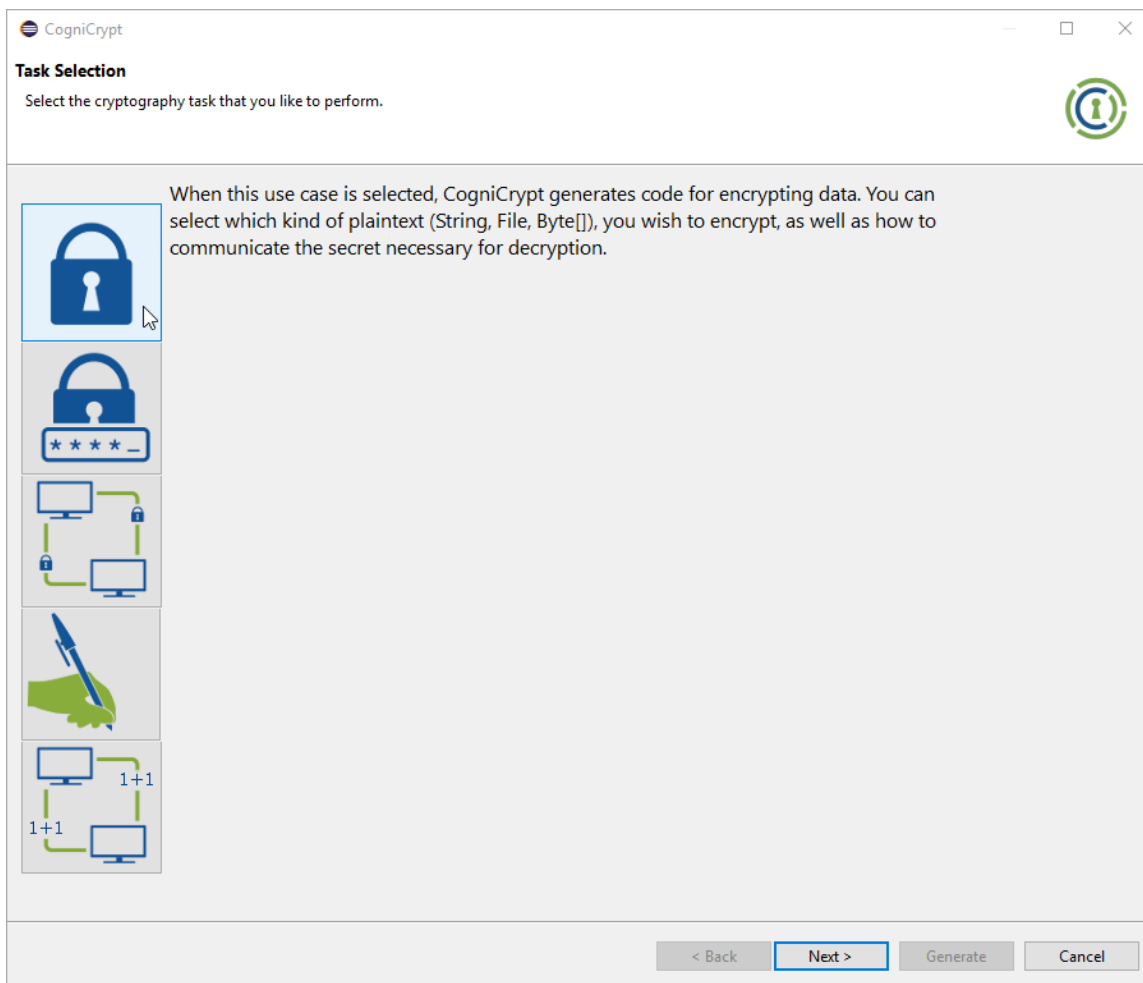 CogniCrypt
Task Selection
Select the cryptography task that you like to perform.
When this use case is selected, CogniCrypt generates code for encrypting data. You can
select which kind of plaintext (String, File, Byte[]), you wish to encrypt, as well as how to
communicate the secret necessary for decryption.
* * * * _
1+1
1+1
< Back
Next >
Generate
Cancel